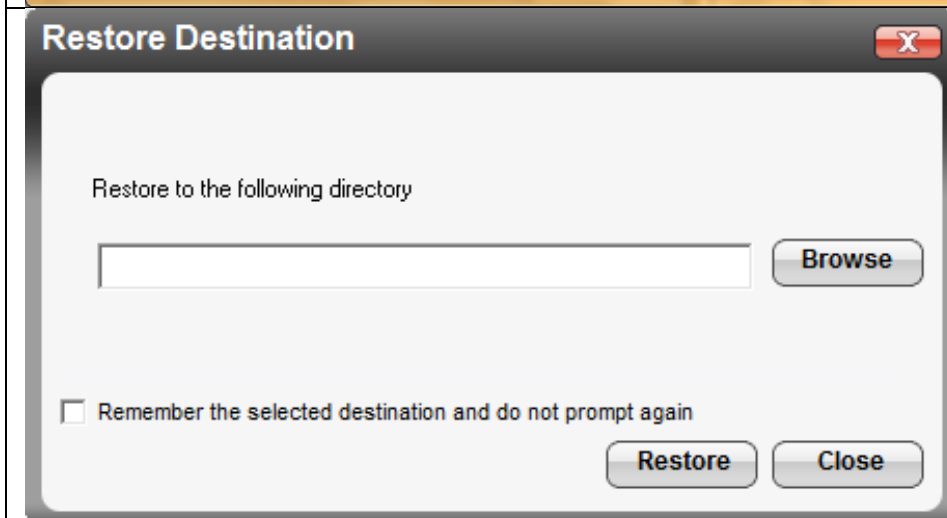 Restore Destination
X
Restore to the following directory
Browse
Remember the selected destination and do not prompt again
Restore Close